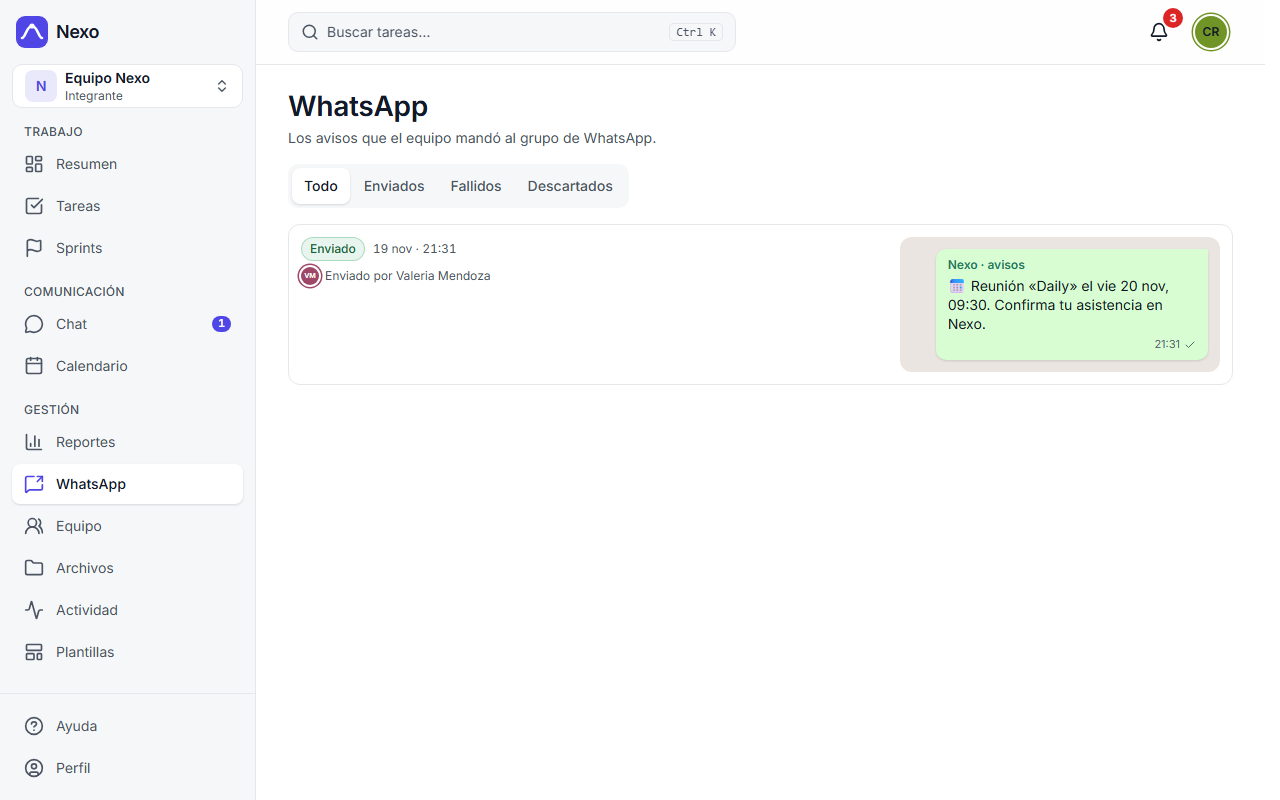 Nexo
Buscar tareas...
Ctrl K
3
CR
N
Equipo Nexo
Integrante
TRABAJO
Resumen
Tareas
Sprints
COMUNICACIÓN
Chat
1
Calendario
GESTIÓN
Reportes
WhatsApp
Equipo
Archivos
Actividad
Plantillas
Ayuda
Perfil
WhatsApp
Los avisos que el equipo mandó al grupo de WhatsApp.
Todo Enviados Fallidos Descartados
Enviado 19 nov · 21:31
VM Enviado por Valeria Mendoza
Nexo · avisos
Reunión «Daily» el vie 20 nov,
09:30. Confirma tu asistencia en
Nexo.
21:31